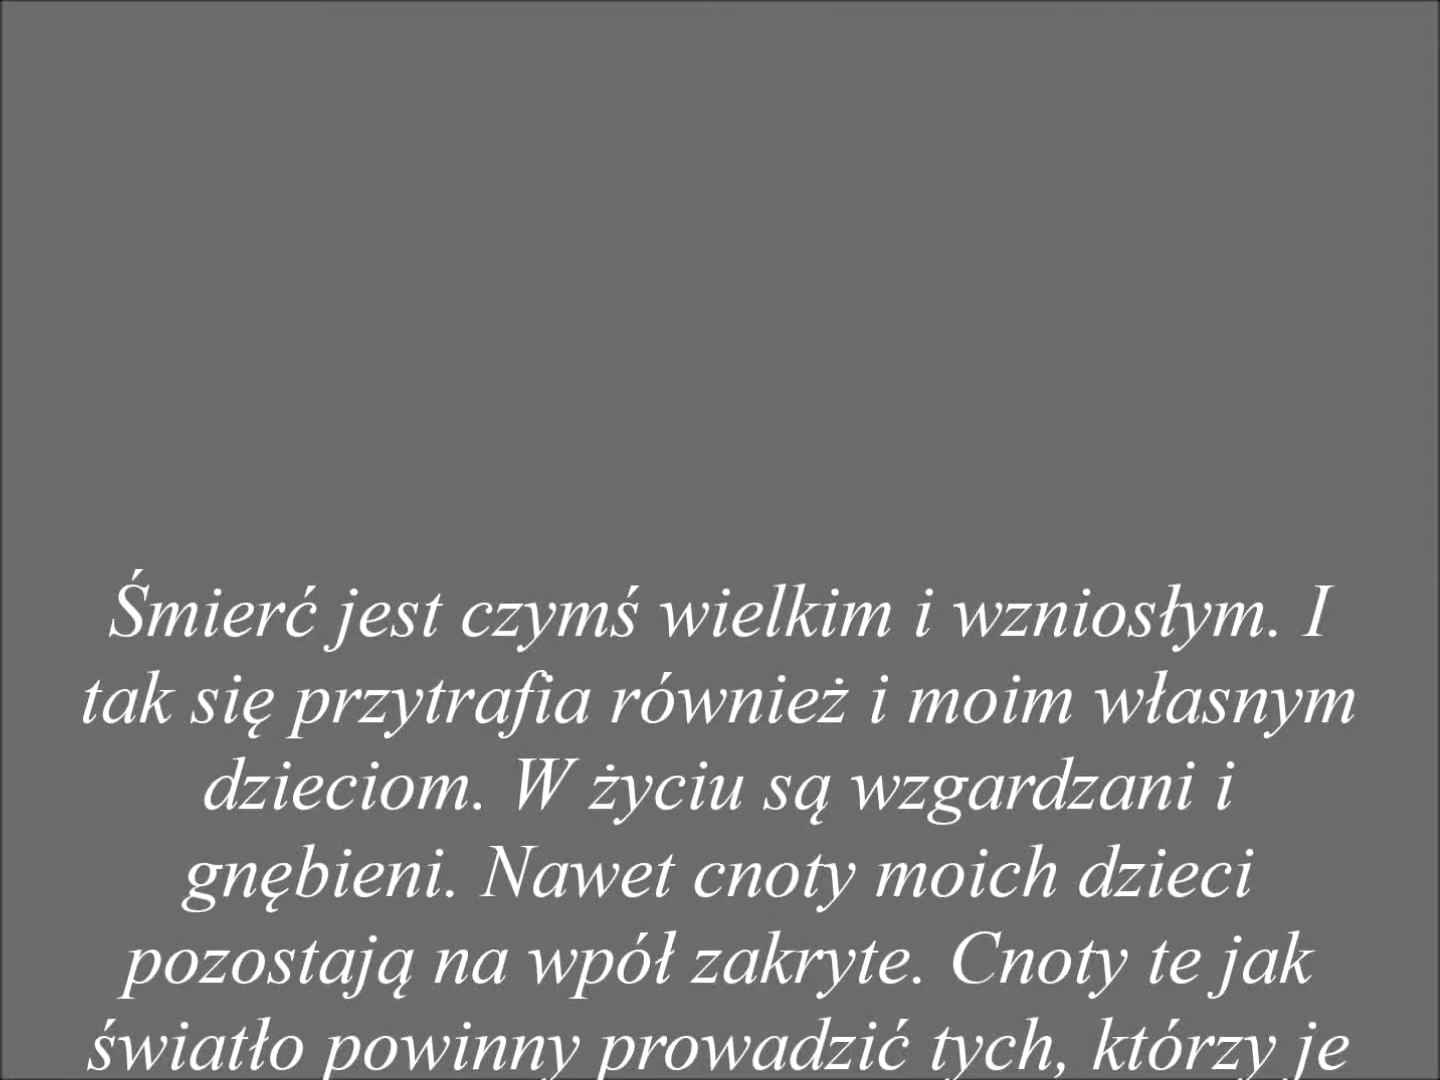 Śmierć jest czymś wielkim i wzniosłym. I
tak się przytrafia również i moim własnym
dzieciom. W życiu są wzgardzani i
gnębieni. Nawet cnoty moich dzieci
pozostają na wpół zakryte. Cnoty te jak
światło powinny prowadzić tych, którzy je